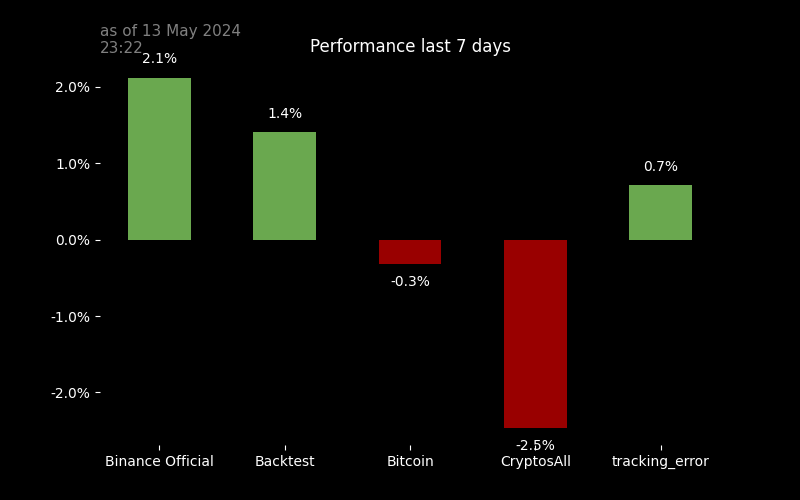 as of 13 May 2024
23:22
Performance last 7 days
2.1%
1.4%
-0.3%
-2.5%
0.7%
2.0%
1.0%
0.0%
-1.0%
-2.0%
Binance Official
Backtest
Bitcoin
CryptosAll
tracking_error